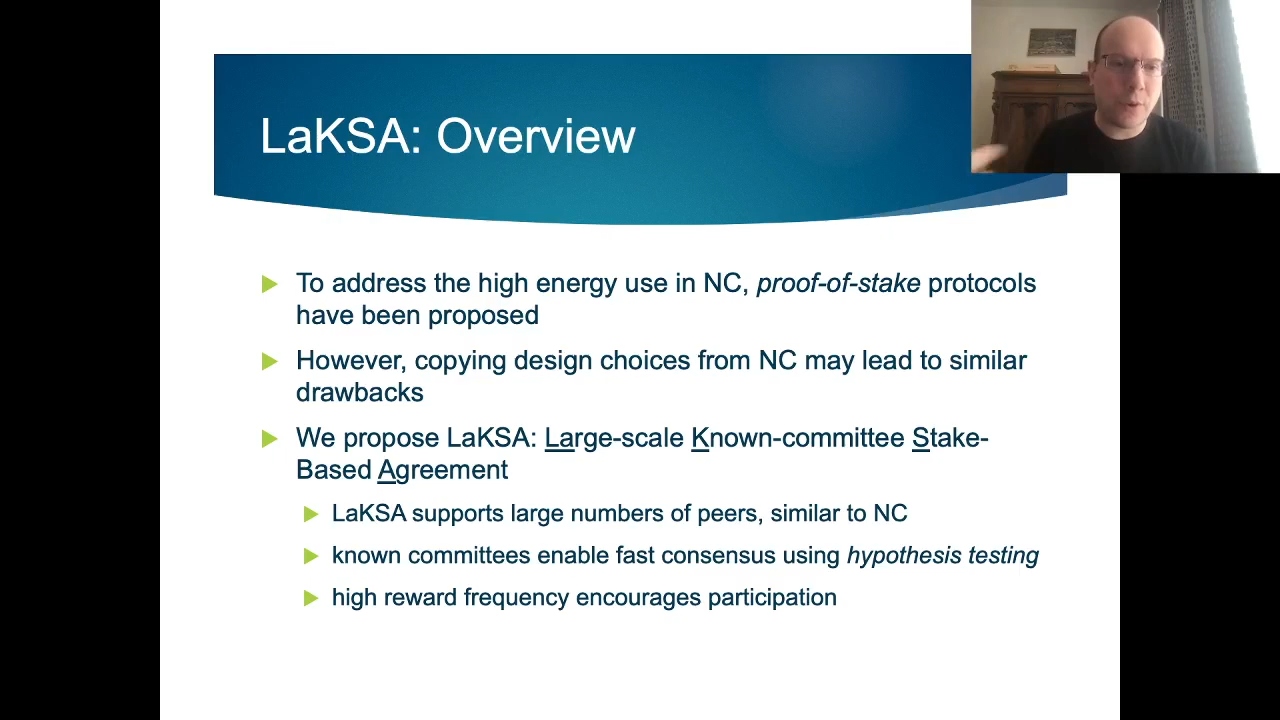 LaKSA: Overview
To address the high energy use in NC, proof-of-stake protocols
have been proposed
However, copying design choices from NC may lead to similar
drawbacks
We propose LaKSA: Large-scale Known-committee Stake-
Based Agreement
LaKSA supports large numbers of peers, similar to NC
known committees enable fast consensus using hypothesis testing
high reward frequency encourages participation